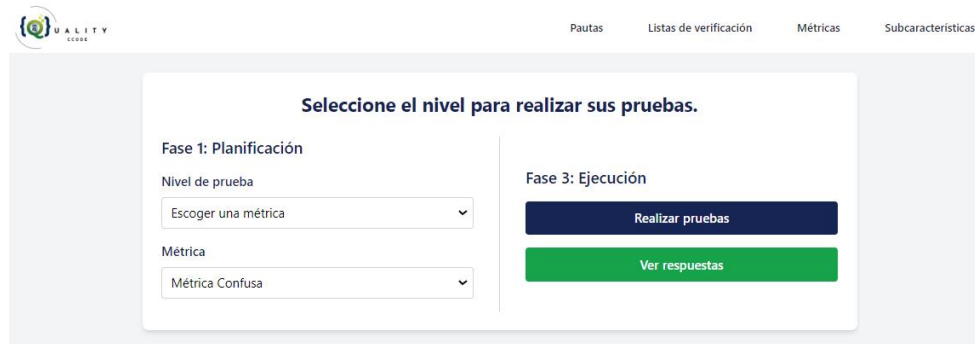 {Q}UALITY
CCODE
Pautas Listas de verificación Métricas Subcaracterísticas
Seleccione el nivel para realizar sus pruebas.
Fase 1: Planificación
Nivel de prueba
Escoger una métrica
Métrica
Métrica Confusa
Fase 3: Ejecución
Realizar pruebas
Ver respuestas